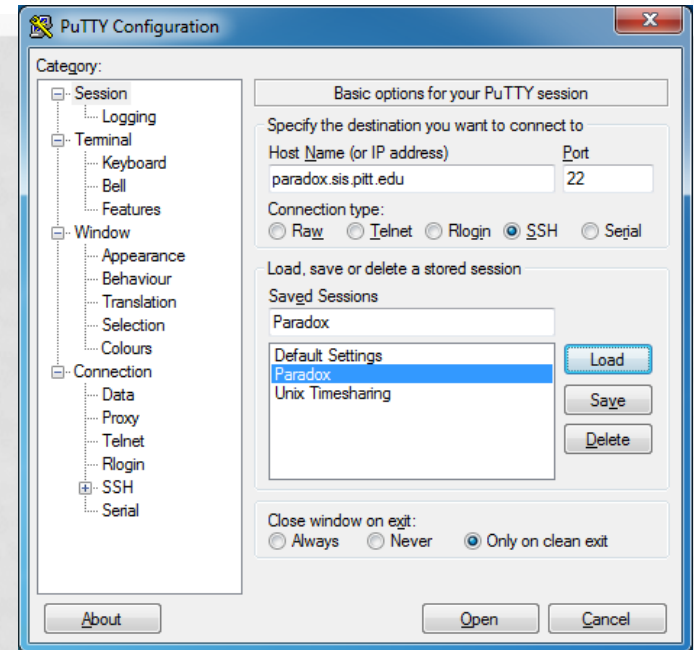 PuTTY Configuration
Category:
Session
Logging
Terminal
Keyboard
Bell
Features
Window
Appearance
Behaviour
Translation
Selection
Colours
Connection
Data
Proxy
Telnet
Rlogin
SSH
Serial
Basic options for your PuTTY session
Specify the destination you want to connect to
Host Name (or IP address) Port
paradox.sis.pitt.edu 22
Connection type:
Raw Telnet Rlogin SSH Serial
Load, save or delete a stored session
Saved Sessions
Paradox
Default Settings
Paradox
Unix Timesharing
Load
Save
Delete
Close window on exit:
Always Never Only on clean exit
About Open Cancel